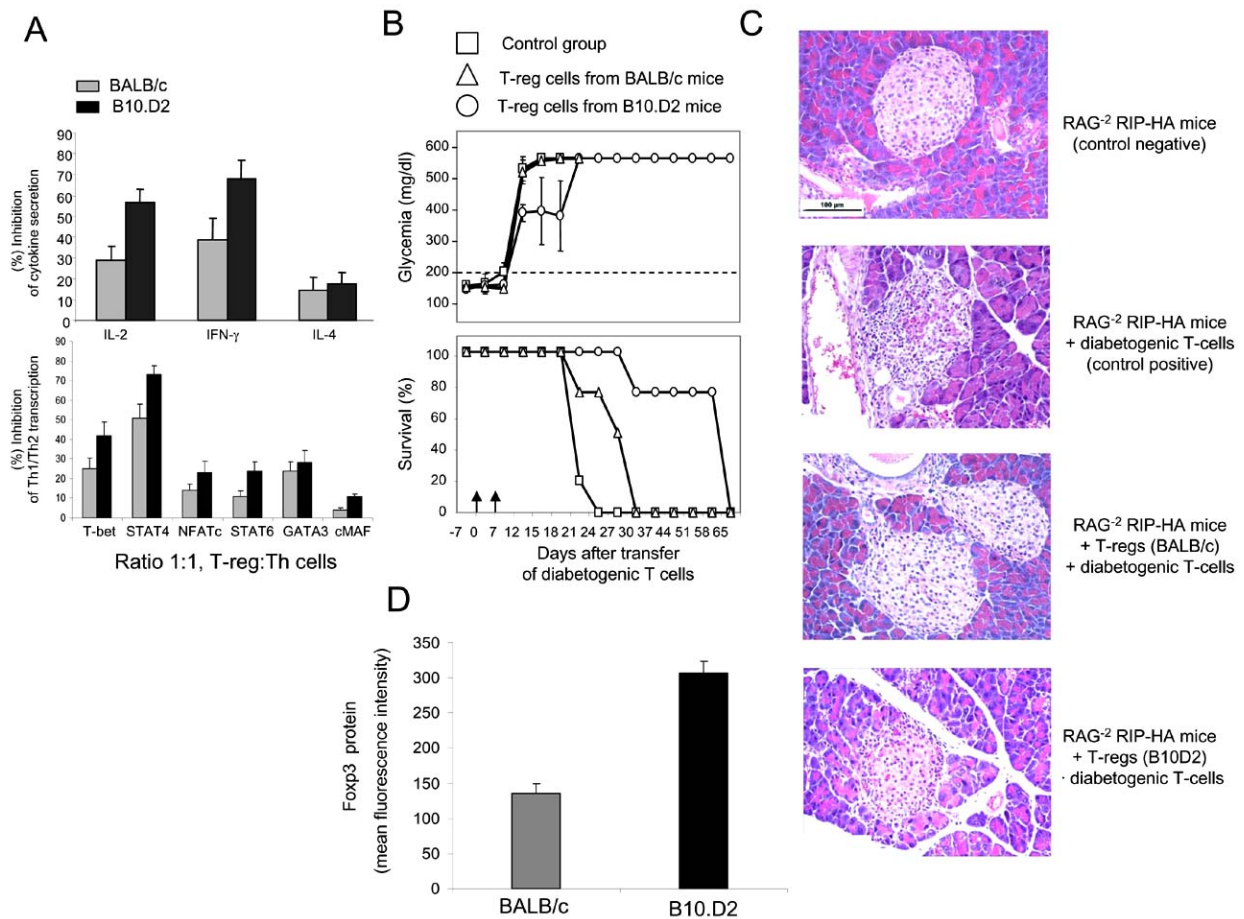 A
BALB/c
B10.D2
(%) Inhibition
of cytokine secretion
90
80
70
60
50
40
30
20
10
0
IL-2 IFN-γ IL-4
(%) Inhibition
of Th1/Th2 transcription
90
80
70
60
50
40
30
20
10
0
T-bet STAT4 NFATc STAT6 GATA3 cMAF
Ratio 1:1, T-reg:Th cells
B
Control group
T-reg cells from BALB/c mice
T-reg cells from B10.D2 mice
Glycemia (mg/dl)
600
500
400
300
200
100
Survival (%)
100
80
60
40
20
0
-7 0 7 12 18 21 23 30 37 44 51 58 65
Days after transfer
of diabetogenic T cells
C
100 µm
RAG-2 RIP-HA mice
(control negative)
RAG-2 RIP-HA mice
+ diabetogenic T-cells
(control positive)
RAG-2 RIP-HA mice
+ T-regs (BALB/c)
+ diabetogenic T-cells
RAG-2 RIP-HA mice
+ T-regs (B10D2)
· diabetogenic T-cells
D
Foxp3 protein
(mean fluorescence intensity)
350
300
250
200
150
100
50
0
BALB/c B10.D2